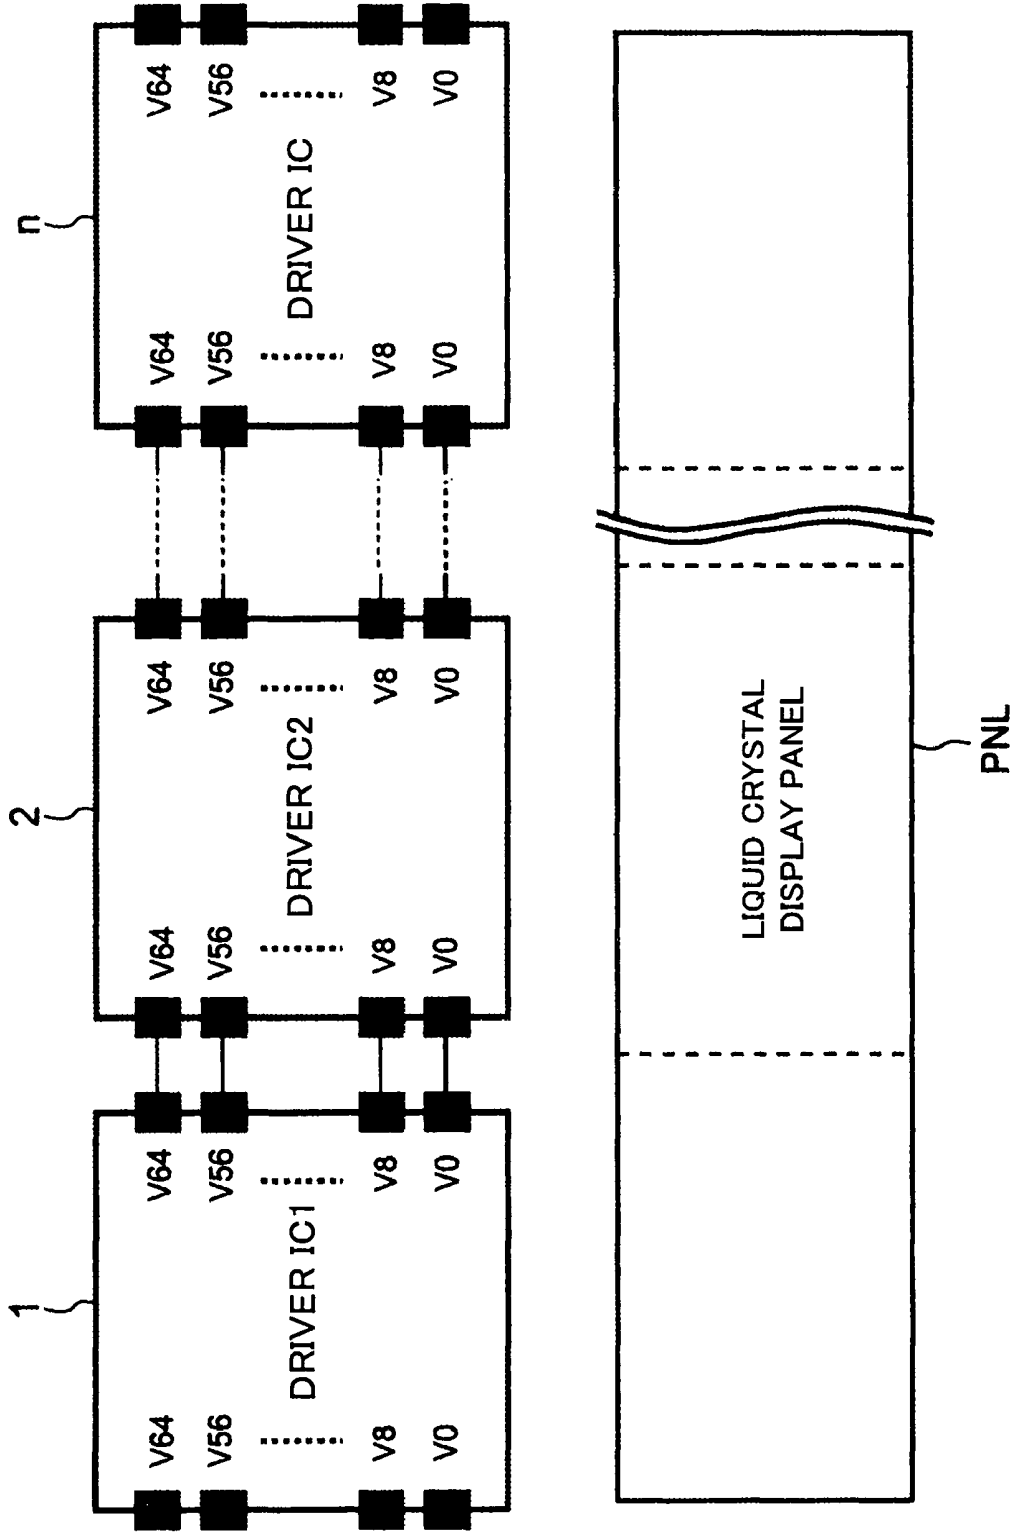 1
2
n
V64
V56
V8
V0
DRIVER IC1
V64
V56
V8
V0
V64
V56
V8
V0
DRIVER IC2
V64
V56
V8
V0
V64
V56
V8
V0
DRIVER IC
V64
V56
V8
V0
LIQUID CRYSTAL
DISPLAY PANEL
PNL